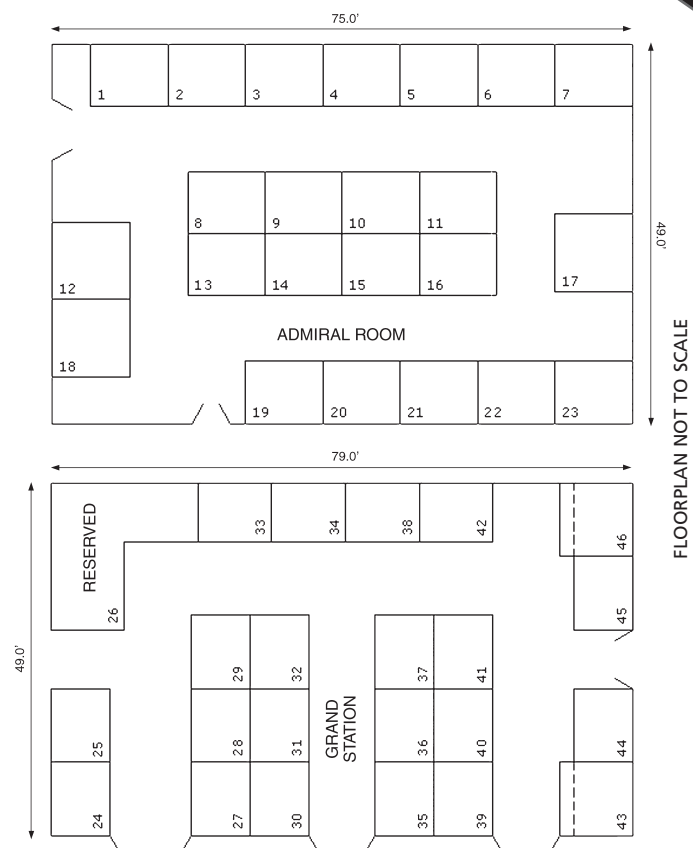 75.0'
1 2 3 4 5 6 7
49.0'
8 9 10 11
12
13 14 15 16
17
18
ADMIRAL ROOM
19 20 21 22 23
FLOORPLAN NOT TO SCALE
79.0'
49.0'
RESERVED
26
33 34 38 42
46
45
29 32
37 41
25
28 31
GRAND
STATION
36 40
44
24
27 30
35 39
43